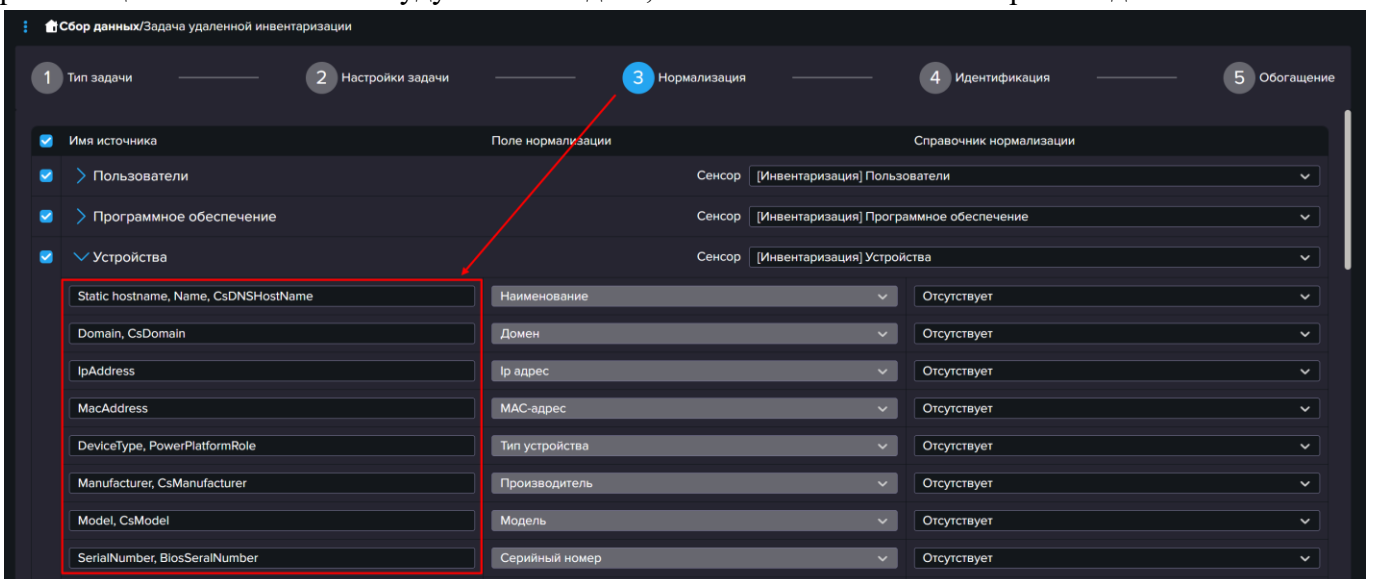 Сбор данных/Задача удаленной инвентаризации
1 Тип задачи 2 Настройки задачи 3 Нормализация 4 Идентификация 5 Обогащение
Имя источника Поле нормализации Справочник нормализации
Пользователи Сенсор [Инвентаризация] Пользователи
Программное обеспечение Сенсор [Инвентаризация] Программное обеспечение
Устройства Сенсор [Инвентаризация] Устройства
Static hostname, Name, CsDNSHostName Наименование Отсутствует
Domain, CsDomain Домен Отсутствует
IpAddress Ip адрес Отсутствует
MacAddress MAC-адрес Отсутствует
DeviceType, PowerPlatformRole Тип устройства Отсутствует
Manufacturer, CsManufacturer Производитель Отсутствует
Model, CsModel Модель Отсутствует
SerialNumber, BiosSeralNumber Серийный номер Отсутствует